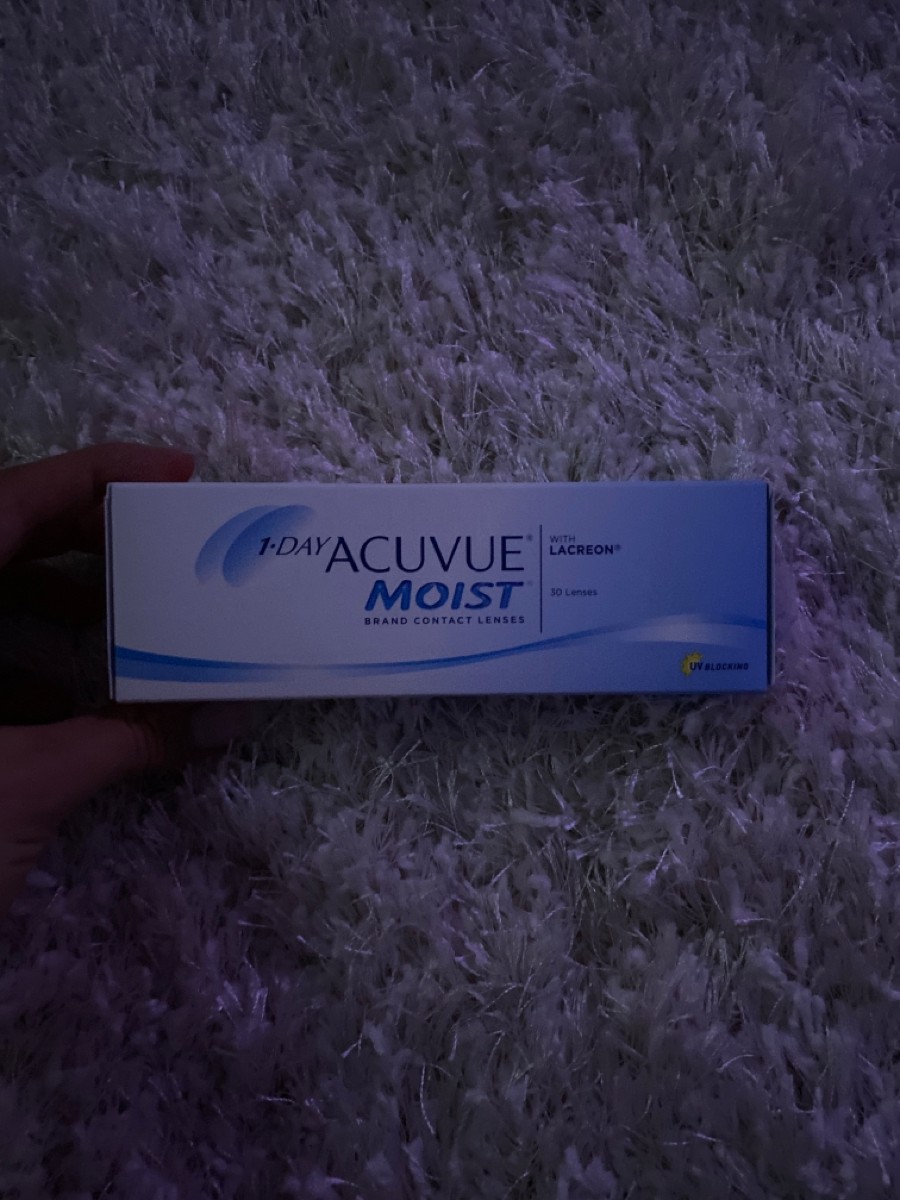 1·DAY ACUVUE®
MOIST®
BRAND CONTACT LENSES
WITH
LACREON®
30 Lenses
UV BLOCKING